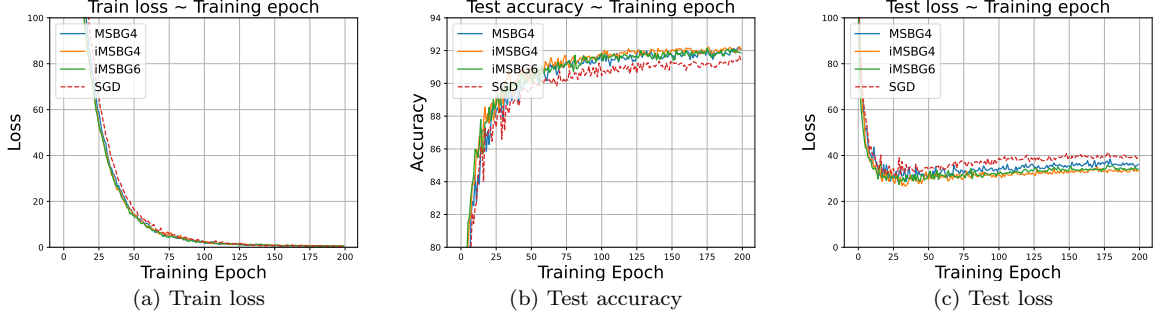 Train loss ~ Training epoch
Loss
100
80
60
40
20
0
MSBG4
iMSBG4
iMSBG6
SGD
0 25 50 75 100 125 150 175 200
Training Epoch
(a) Train loss
Test accuracy ~ Training epoch
Accuracy
94
92
90
88
86
84
82
80
MSBG4
iMSBG4
iMSBG6
SGD
0 25 50 75 100 125 150 175 200
Training Epoch
(b) Test accuracy
Test loss ~ Training epoch
Loss
100
80
60
40
20
0
MSBG4
iMSBG4
iMSBG6
SGD
0 25 50 75 100 125 150 175 200
Training Epoch
(c) Test loss